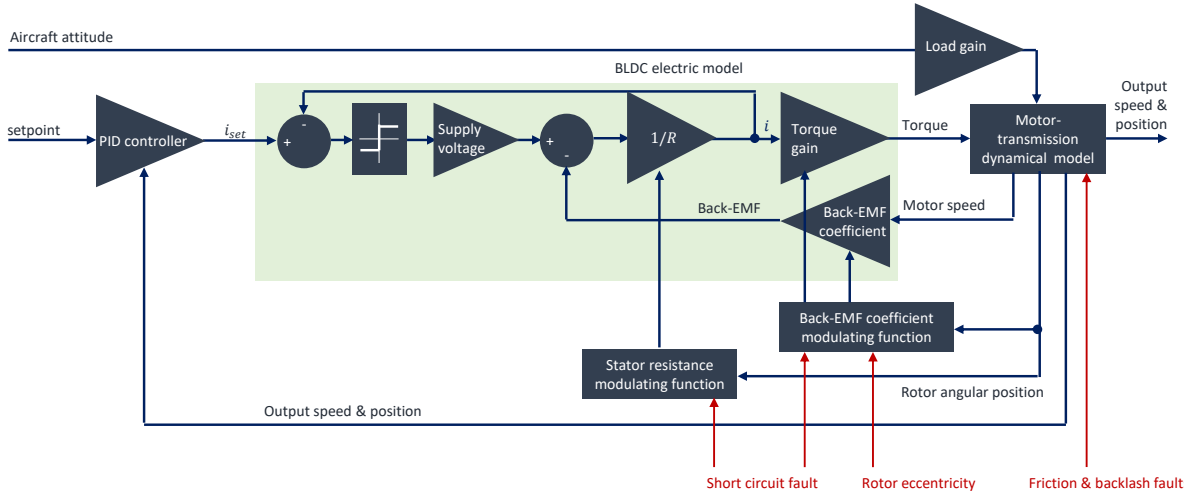 Aircraft attitude
Load gain
BLDC electric model
Output
speed &
position
setpoint
PID controller
i_set
-
+
Supply
voltage
+
-
1/R
i
Torque
gain
Torque
Motor-
transmission
dynamical model
Back-EMF
Back-EMF
coefficient
Motor speed
Back-EMF coefficient
modulating function
Stator resistance
modulating function
Rotor angular position
Output speed & position
Short circuit fault
Rotor eccentricity
Friction & backlash fault